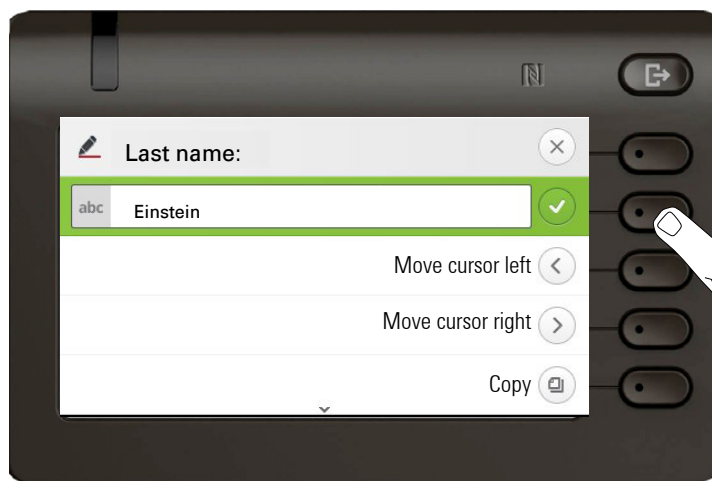 Last name:
abc Einstein
Move cursor left
Move cursor right
Copy